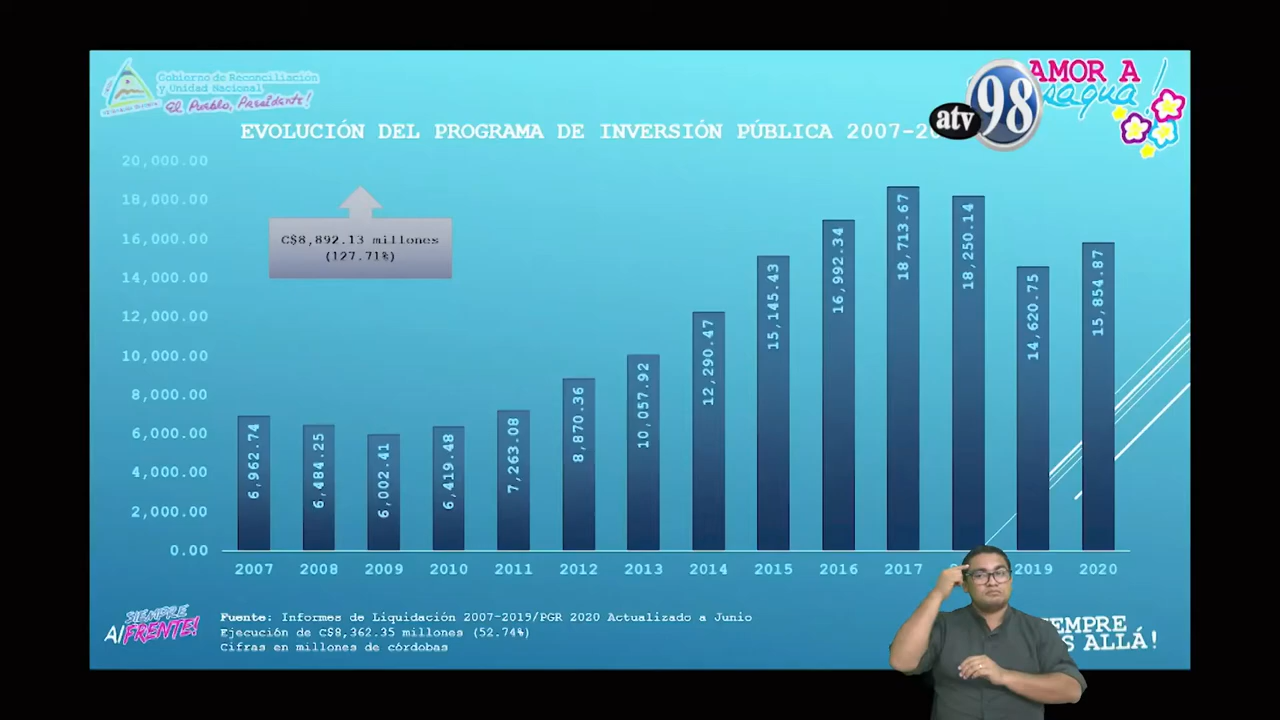 Gobierno de Reconciliación
y Unidad Nacional
El Pueblo, Presidente!
AMOR A
atv 98
EVOLUCIÓN DEL PROGRAMA DE INVERSIÓN PÚBLICA 2007-20
20,000.00
18,000.00
16,000.00
14,000.00
12,000.00
10,000.00
8,000.00
6,000.00
4,000.00
2,000.00
0.00
C$8,892.13 millones
(127.71%)
6,962.74
6,484.25
6,002.41
6,419.48
7,263.08
8,870.36
10,057.92
12,290.47
15,145.43
16,992.34
18,713.67
18,250.14
14,620.75
15,854.87
2007 2008 2009 2010 2011 2012 2013 2014 2015 2016 2017 2019 2020
SIEMPRE
AlFRENTE!
Fuente: Informes de Liquidación 2007-2019/PGR 2020 Actualizado a Junio
Ejecución de C$8,362.35 millones (52.74%)
Cifras en millones de córdobas
EMPRE
S ALLÁ!